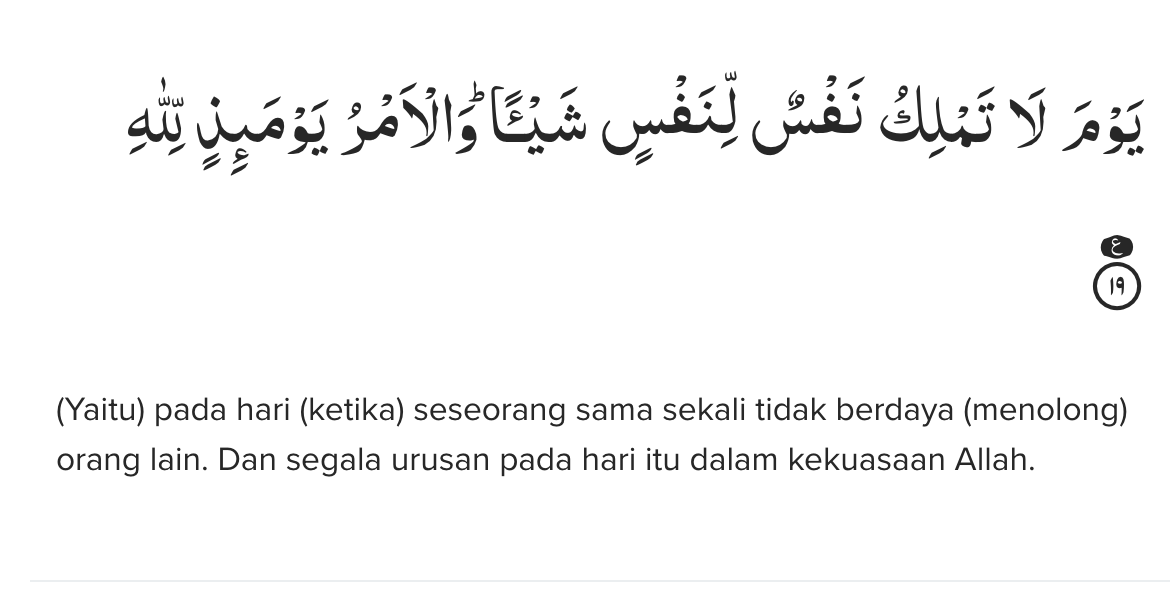 يَوْمَ لَا تَمْلِكُ نَفْسٌ لِّنَفْسٍ شَيْـًٔاۗ وَالْاَمْرُ يَوْمَىِٕذٍ لِّلّٰهِ
ع
١٩
(Yaitu) pada hari (ketika) seseorang sama sekali tidak berdaya (menolong)
orang lain. Dan segala urusan pada hari itu dalam kekuasaan Allah.